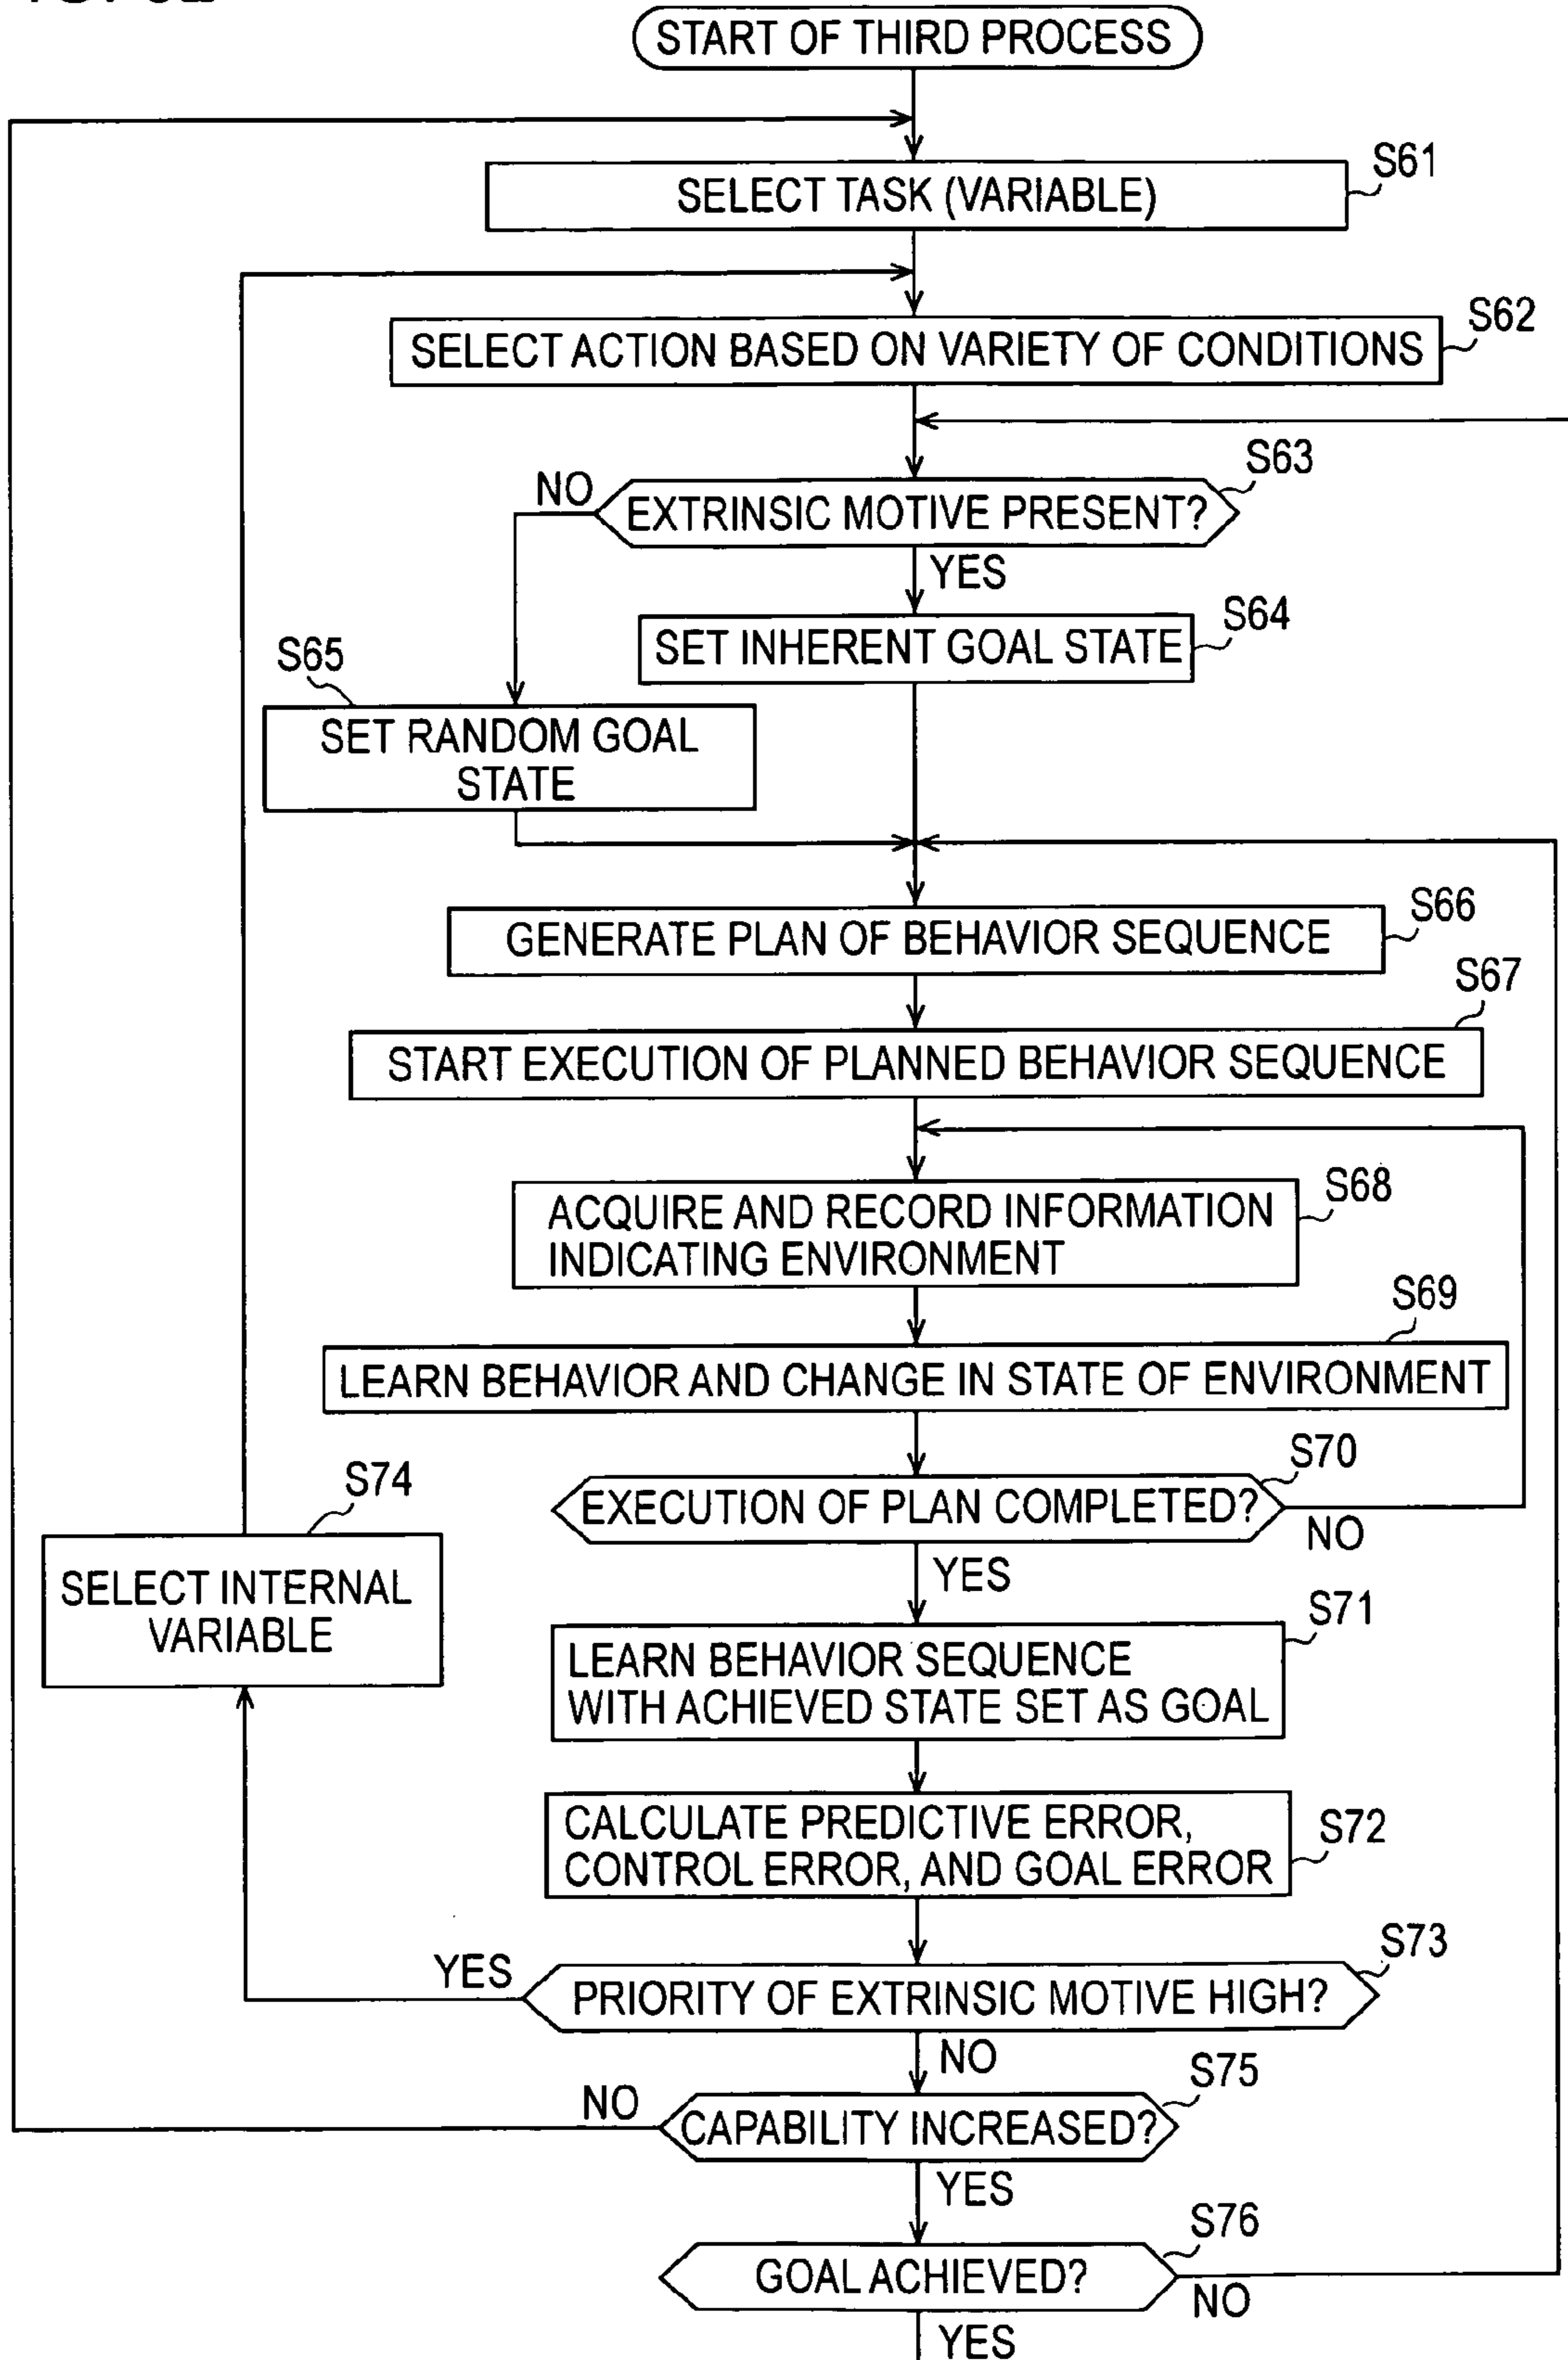 START OF THIRD PROCESS
S61
SELECT TASK (VARIABLE)
S62
SELECT ACTION BASED ON VARIETY OF CONDITIONS
S63
NO
EXTRINSIC MOTIVE PRESENT?
YES
S64
SET INHERENT GOAL STATE
S65
SET RANDOM GOAL
STATE
S66
GENERATE PLAN OF BEHAVIOR SEQUENCE
S67
START EXECUTION OF PLANNED BEHAVIOR SEQUENCE
S68
ACQUIRE AND RECORD INFORMATION
INDICATING ENVIRONMENT
S69
LEARN BEHAVIOR AND CHANGE IN STATE OF ENVIRONMENT
S70
EXECUTION OF PLAN COMPLETED?
NO
YES
S74
SELECT INTERNAL
VARIABLE
S71
LEARN BEHAVIOR SEQUENCE
WITH ACHIEVED STATE SET AS GOAL
S72
CALCULATE PREDICTIVE ERROR,
CONTROL ERROR, AND GOAL ERROR
S73
YES
PRIORITY OF EXTRINSIC MOTIVE HIGH?
NO
S75
NO
CAPABILITY INCREASED?
YES
S76
GOAL ACHIEVED?
NO
YES